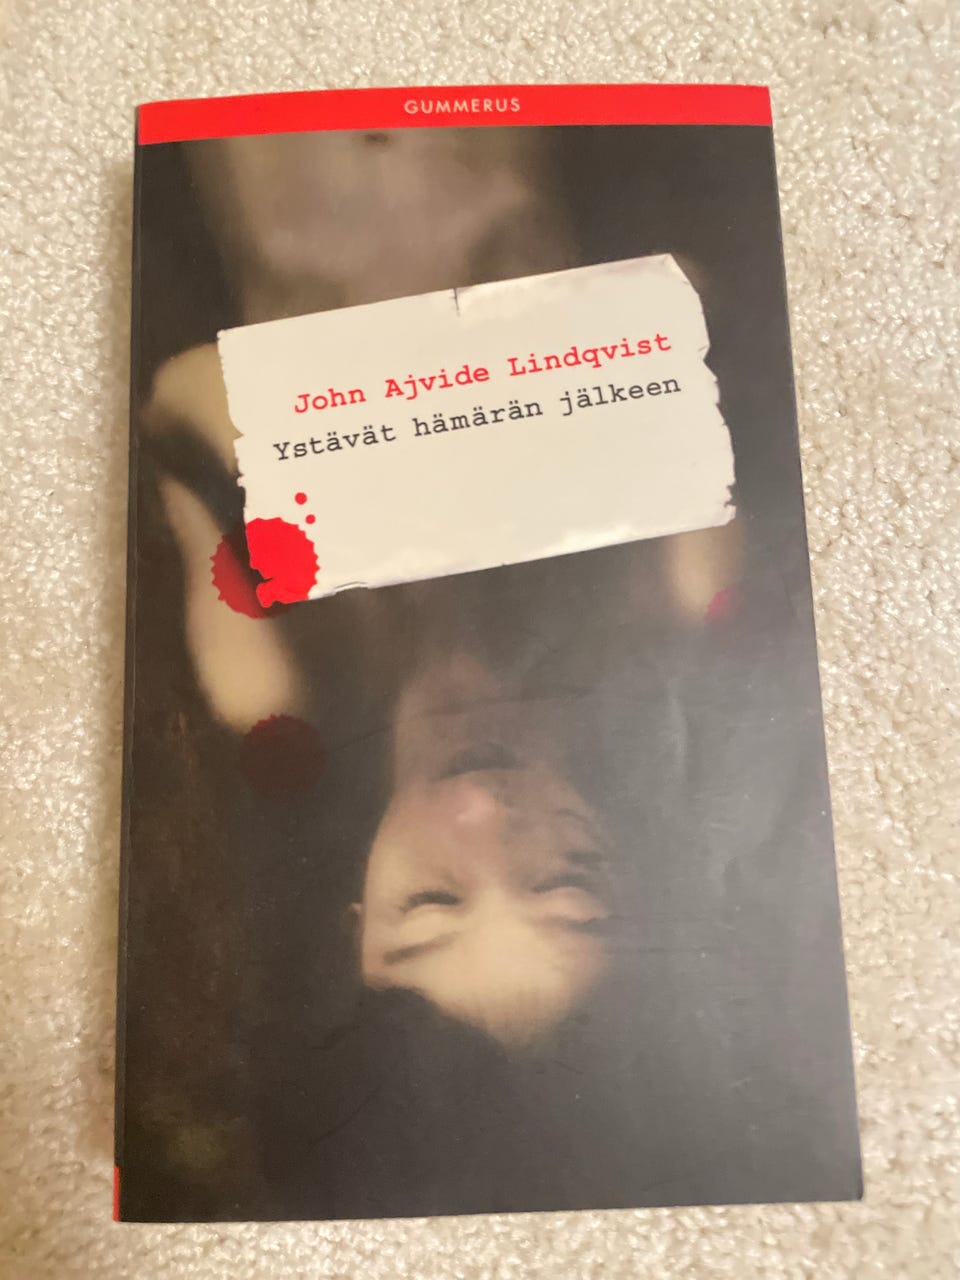 GUMMERUS
John Ajvide Lindqvist
Ystävät hämärän jälkeen